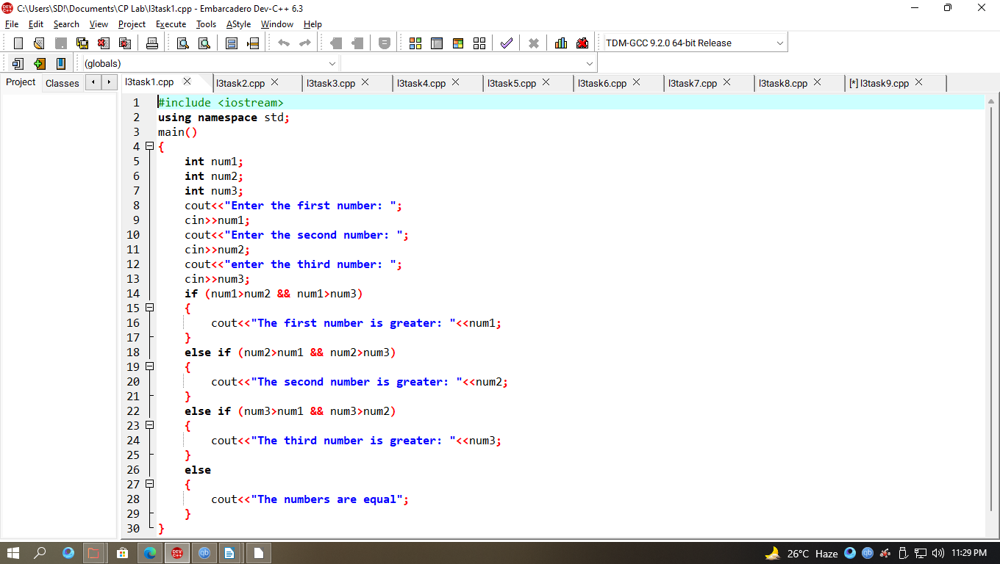 C:\Users\SD!\Documents\CP Lab\l3task1.cpp - Embarcadero Dev-C++ 6.3
File Edit Search View Project Execute Tools AStyle Window Help
TDM-GCC 9.2.0 64-bit Release
(globals)
Project Classes l3task1.cpp l3task2.cpp l3task3.cpp l3task4.cpp l3task5.cpp l3task6.cpp l3task7.cpp l3task8.cpp [*] l3task9.cpp
1 #include <iostream>
2 using namespace std;
3 main()
4 {
5 int num1;
6 int num2;
7 int num3;
8 cout<<"Enter the first number: ";
9 cin>>num1;
10 cout<<"Enter the second number: ";
11 cin>>num2;
12 cout<<"enter the third number: ";
13 cin>>num3;
14 if (num1>num2 && num1>num3)
15 {
16 cout<<"The first number is greater: "<<num1;
17 }
18 else if (num2>num1 && num2>num3)
19 {
20 cout<<"The second number is greater: "<<num2;
21 }
22 else if (num3>num1 && num3>num2)
23 {
24 cout<<"The third number is greater: "<<num3;
25 }
26 else
27 {
28 cout<<"The numbers are equal";
29 }
30 }
DEV C++ qb 26°C Haze qb 11:29 PM